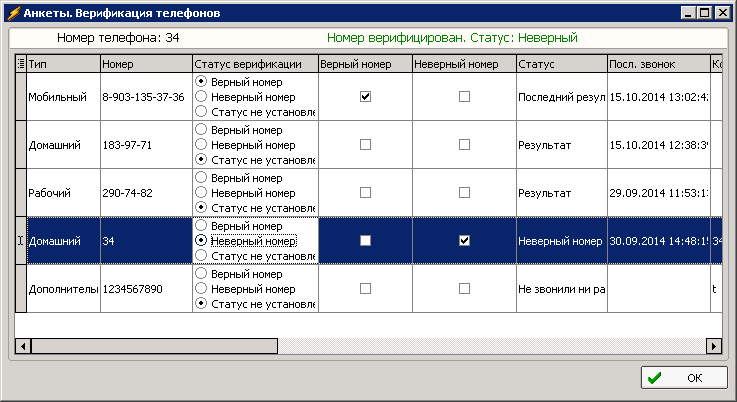 Анкеты. Верификация телефонов
Номер телефона: 34 Номер верифицирован. Статус: Неверный
Тип Номер Статус верификации Верный номер Неверный номер Статус Посл. звонок Ко
Верный номер
Мобильный 8-903-135-37-36 Неверный номер Последний резул 15.10.2014 13:02:42
Статус не установле
Верный номер
Домашний 183-97-71 Неверный номер Результат 15.10.2014 12:38:39
Статус не установле
Верный номер
Рабочий 290-74-82 Неверный номер Результат 29.09.2014 11:53:1
Статус не установле
Верный номер
Домашний 34 Неверный номер Неверный номер 30.09.2014 14:48:15 34
Статус не установле
Верный номер
Дополнителы 1234567890 Неверный номер Не звонили ни ра t
Статус не установле
OK